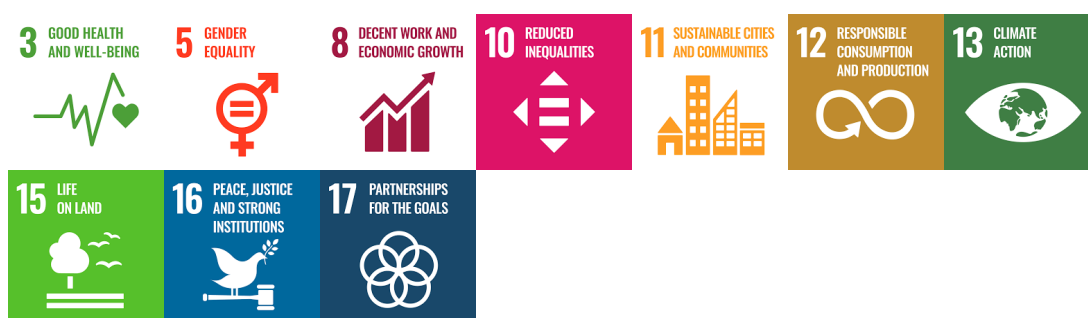 3 GOOD HEALTH
AND WELL-BEING
5 GENDER
EQUALITY
8 DECENT WORK AND
ECONOMIC GROWTH
10 REDUCED
INEQUALITIES
11 SUSTAINABLE CITIES
AND COMMUNITIES
12 RESPONSIBLE
CONSUMPTION
AND PRODUCTION
13 CLIMATE
ACTION
15 LIFE
ON LAND
16 PEACE, JUSTICE
AND STRONG
INSTITUTIONS
17 PARTNERSHIPS
FOR THE GOALS